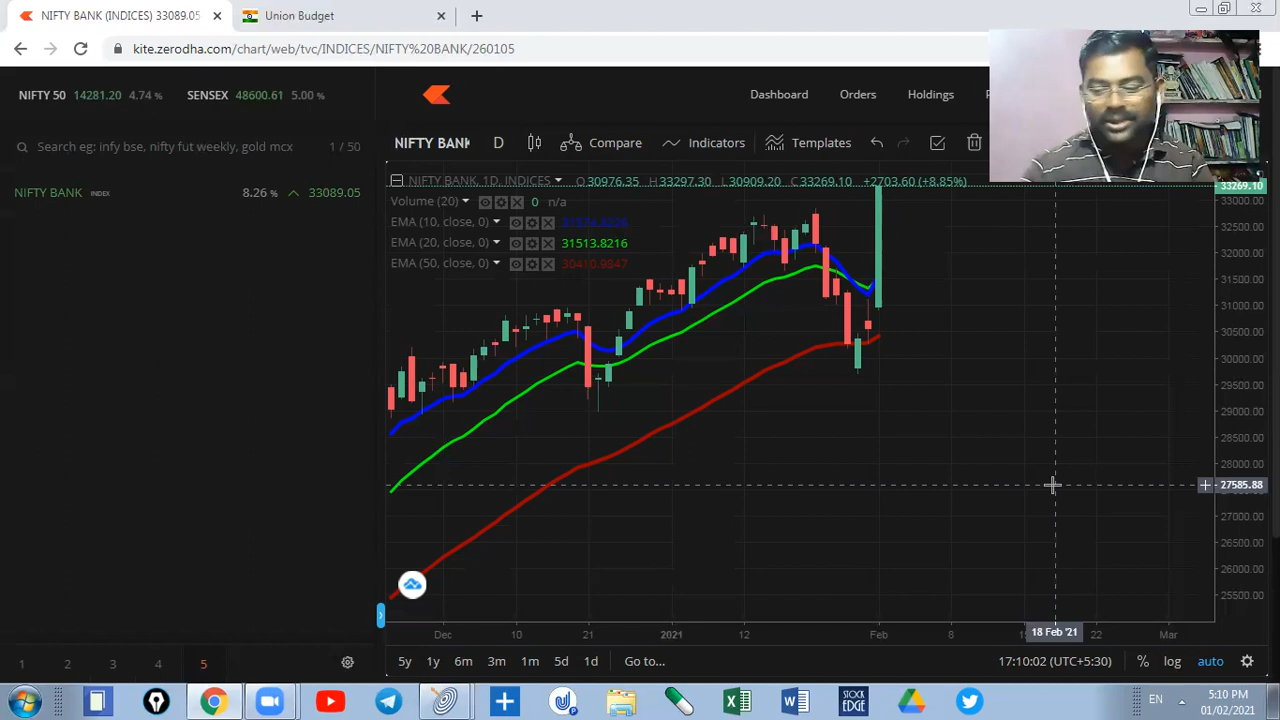 NIFTY BANK (INDICES) 33089.05
Union Budget
kite.zerodha.com/chart/web/tvc/INDICES/NIFTY%20BANK/260105
NIFTY 50 14281.20 4.74 %
SENSEX 48600.61 5.00 %
Dashboard
Orders
Holdings
Search eg: infy bse, nifty fut weekly, gold mcx
1 / 50
NIFTY BANK D
Compare
Indicators
Templates
NIFTY BANK INDEX 8.26 % 33089.05
NIFTY BANK, 1D, INDICES O 30976.35 H 33297.30 L 30909.20 C 33269.10 +2703.60 (+8.85%)
Volume (20) 0 n/a
EMA (10, close, 0)
EMA (20, close, 0) 31513.8216
EMA (50, close, 0) 30410.9847
33269.10
33000.00
32500.00
32000.00
31500.00
31000.00
30500.00
30000.00
29500.00
29000.00
28500.00
28000.00
27585.88
27000.00
26500.00
26000.00
25500.00
Dec 10 21 2021 12 Feb 8 18 Feb '21 22 Mar
1 2 3 4 5
5y 1y 6m 3m 1m 5d 1d Go to...
17:10:02 (UTC+5:30) % log auto
STOCK EDGE
EN
5:10 PM
01/02/2021